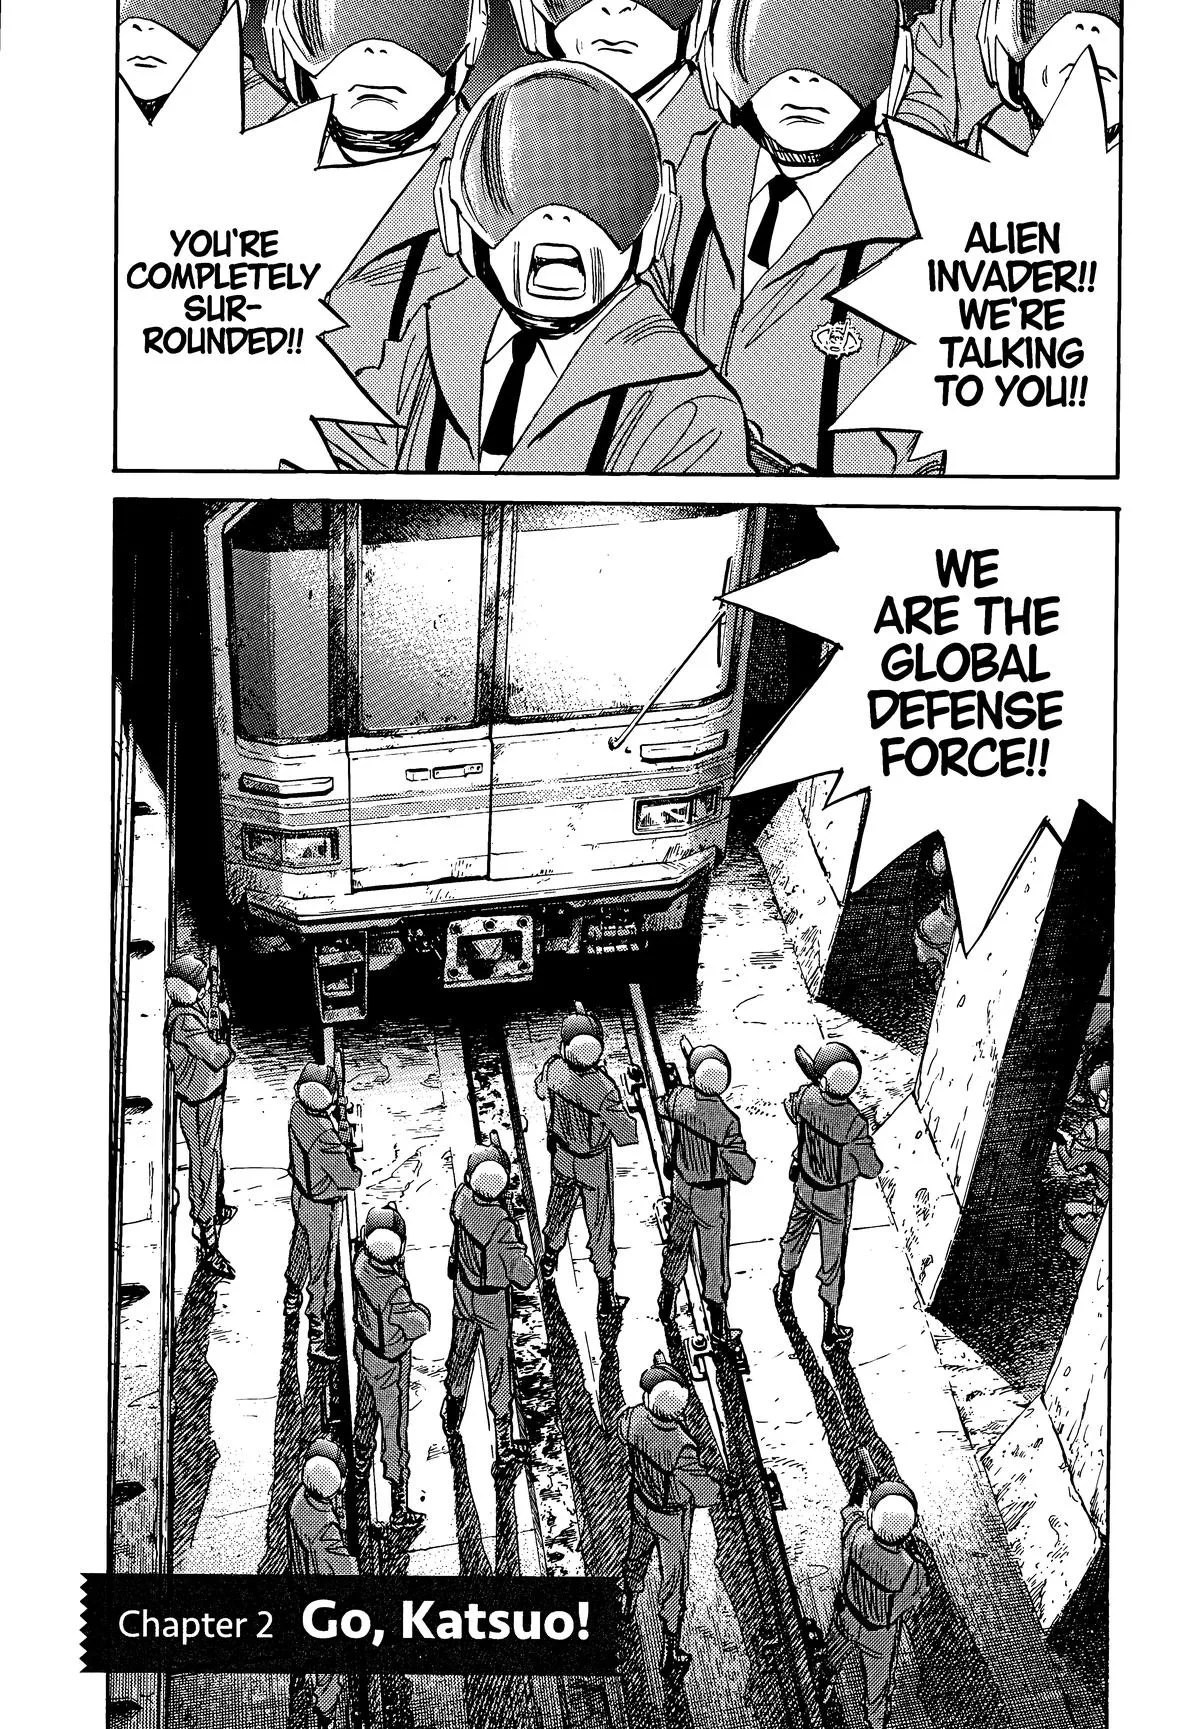 ALIEN
INVADER!!
WE'RE
TALKING
TO YOU!!
YOU'RE
COMPLETELY
SUR-
ROUNDED!!
WE
ARE THE
GLOBAL
DEFENSE
FORCE!!
Chapter 2 Go, Katsuo!